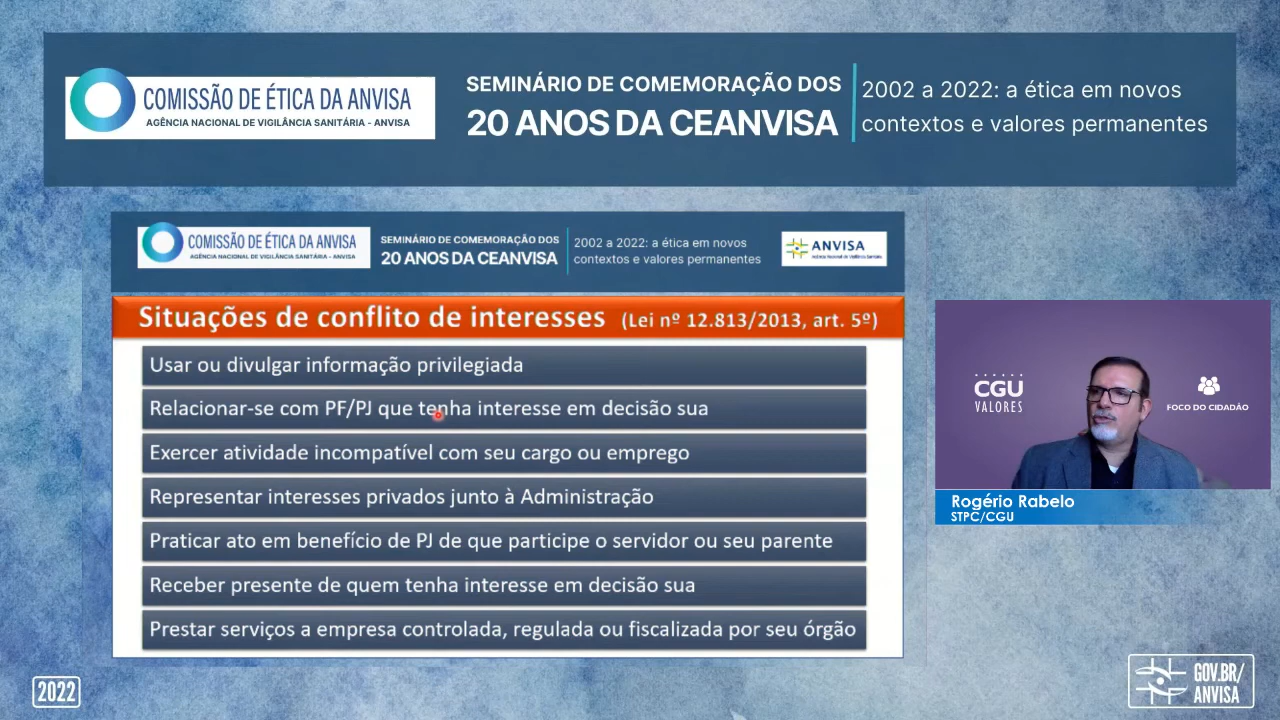 COMISSÃO DE ÉTICA DA ANVISA
AGÊNCIA NACIONAL DE VIGILÂNCIA SANITÁRIA - ANVISA
SEMINÁRIO DE COMEMORAÇÃO DOS
20 ANOS DA CEANVISA
2002 a 2022: a ética em novos
contextos e valores permanentes
COMISSÃO DE ÉTICA DA ANVISA
AGÊNCIA NACIONAL DE VIGILÂNCIA SANITÁRIA - ANVISA
SEMINÁRIO DE COMEMORAÇÃO DOS
20 ANOS DA CEANVISA
2002 a 2022: a ética em novos
contextos e valores permanentes
ANVISA
Agência Nacional de Vigilância Sanitária
Situações de conflito de interesses (Lei nº 12.813/2013, art. 5º)
Usar ou divulgar informação privilegiada
Relacionar-se com PF/PJ que tenha interesse em decisão sua
Exercer atividade incompatível com seu cargo ou emprego
Representar interesses privados junto à Administração
Praticar ato em benefício de PJ de que participe o servidor ou seu parente
Receber presente de quem tenha interesse em decisão sua
Prestar serviços a empresa controlada, regulada ou fiscalizada por seu órgão
CGU
VALORES
FOCO DO CIDADÃO
Rogério Rabelo
STPC/CGU
2022
GOV.BR/
ANVISA